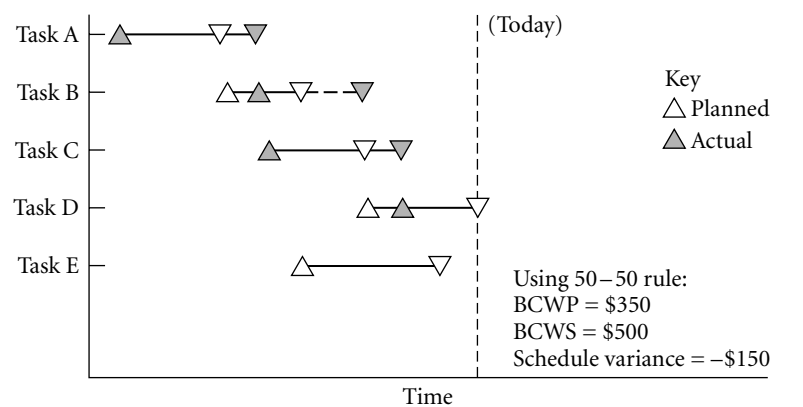 (Today)
Task A
Task B
Task C
Task D
Task E
Key
Planned
Actual
Using 50–50 rule:
BCWP = $350
BCWS = $500
Schedule variance = –$150
Time